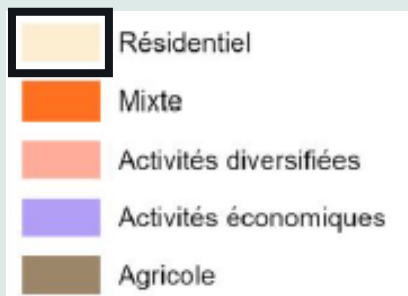 Résidentiel
Mixte
Activités diversifiées
Activités économiques
Agricole